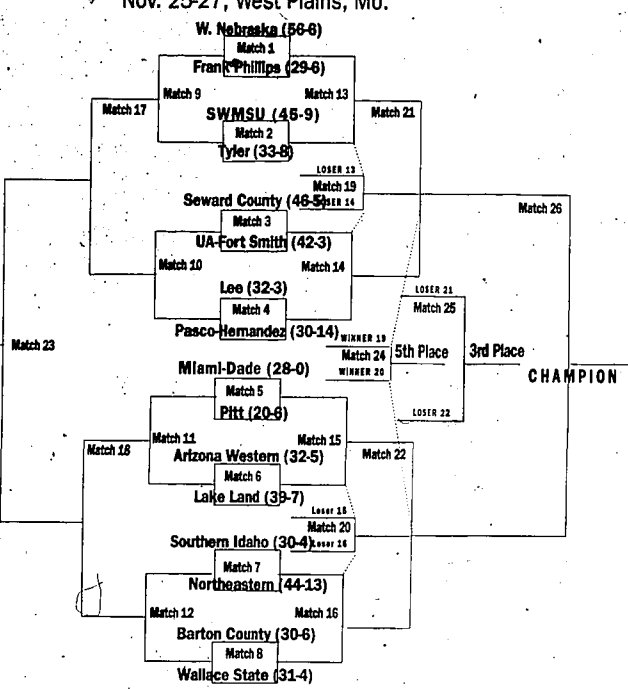 Nov. 25-27, West Plains, Mo.
W. Nebraska (56-6)
Match 1
Frank Phillips (29-6)
Match 9
Match 13
Match 17
SWMSU (45-9)
Match 21
Match 2
Tyler (33-8)
LOSER 13
Match 19
Seward County (46-5)
LOSER 14
Match 26
Match 3
UA-Fort Smith (42-3)
Match 10
Match 14
Lee (32-3)
LOSER 21
Match 4
Match 25
Pasco-Hernandez (30-14)
WINNER 19
Match 23
Match 24
5th Place
3rd Place
WINNER 20
CHAMPION
Miami-Dade (28-0)
Match 5
Pitt (20-6)
LOSER 22
Match 11
Match 15
Match 18
Arizona Western (32-5)
Match 22
Match 6
Lake Land (39-7)
Loser 15
Match 20
Southern Idaho (30-4)
Loser 16
Match 7
Northeastern (44-13)
Match 12
Match 16
Barton County (30-6)
Match 8
Wallace State (31-4)